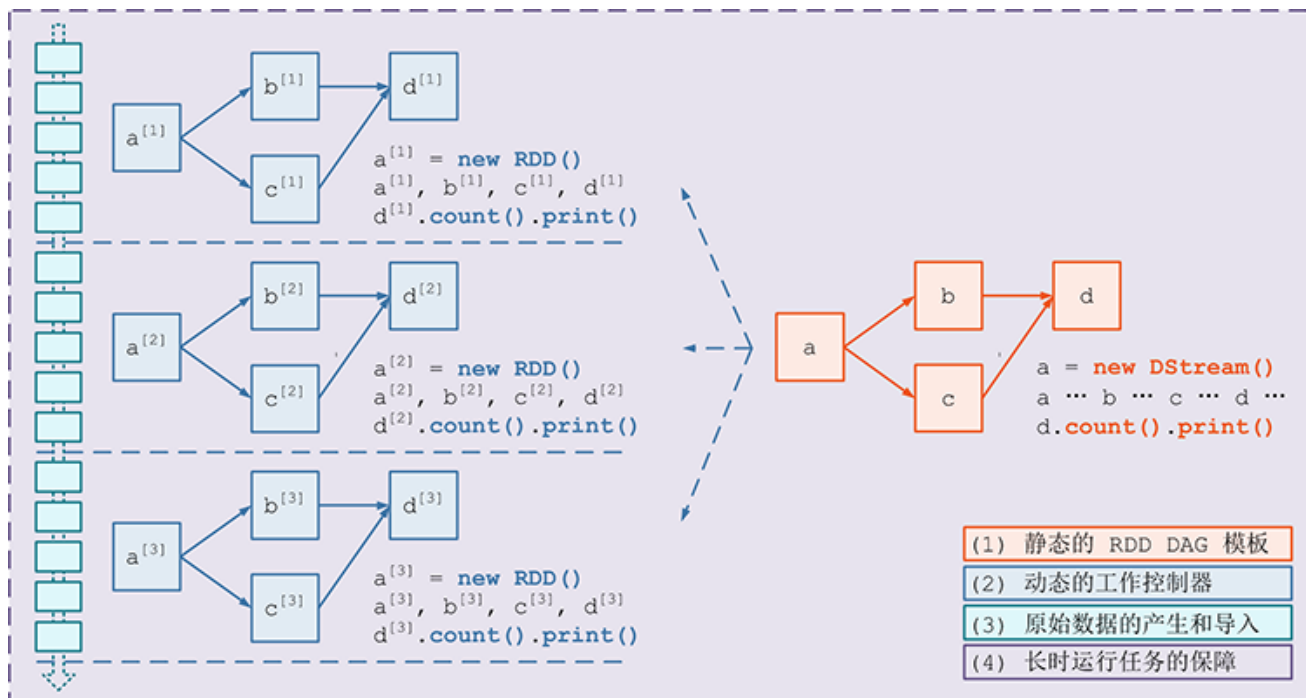 b[1]
d[1]
a[1]
c[1]
a[1] = new RDD()
a[1], b[1], c[1], d[1]
d[1].count().print()
b[2]
d[2]
a[2]
c[2]
a[2] = new RDD()
a[2], b[2], c[2], d[2]
d[2].count().print()
b[3]
d[3]
a[3]
c[3]
a[3] = new RDD()
a[3], b[3], c[3], d[3]
d[3].count().print()
b
d
a
c
a = new DStream()
a … b … c … d …
d.count().print()
(1) 静态的 RDD DAG 模板
(2) 动态的工作控制器
(3) 原始数据的产生和导入
(4) 长时运行任务的保障